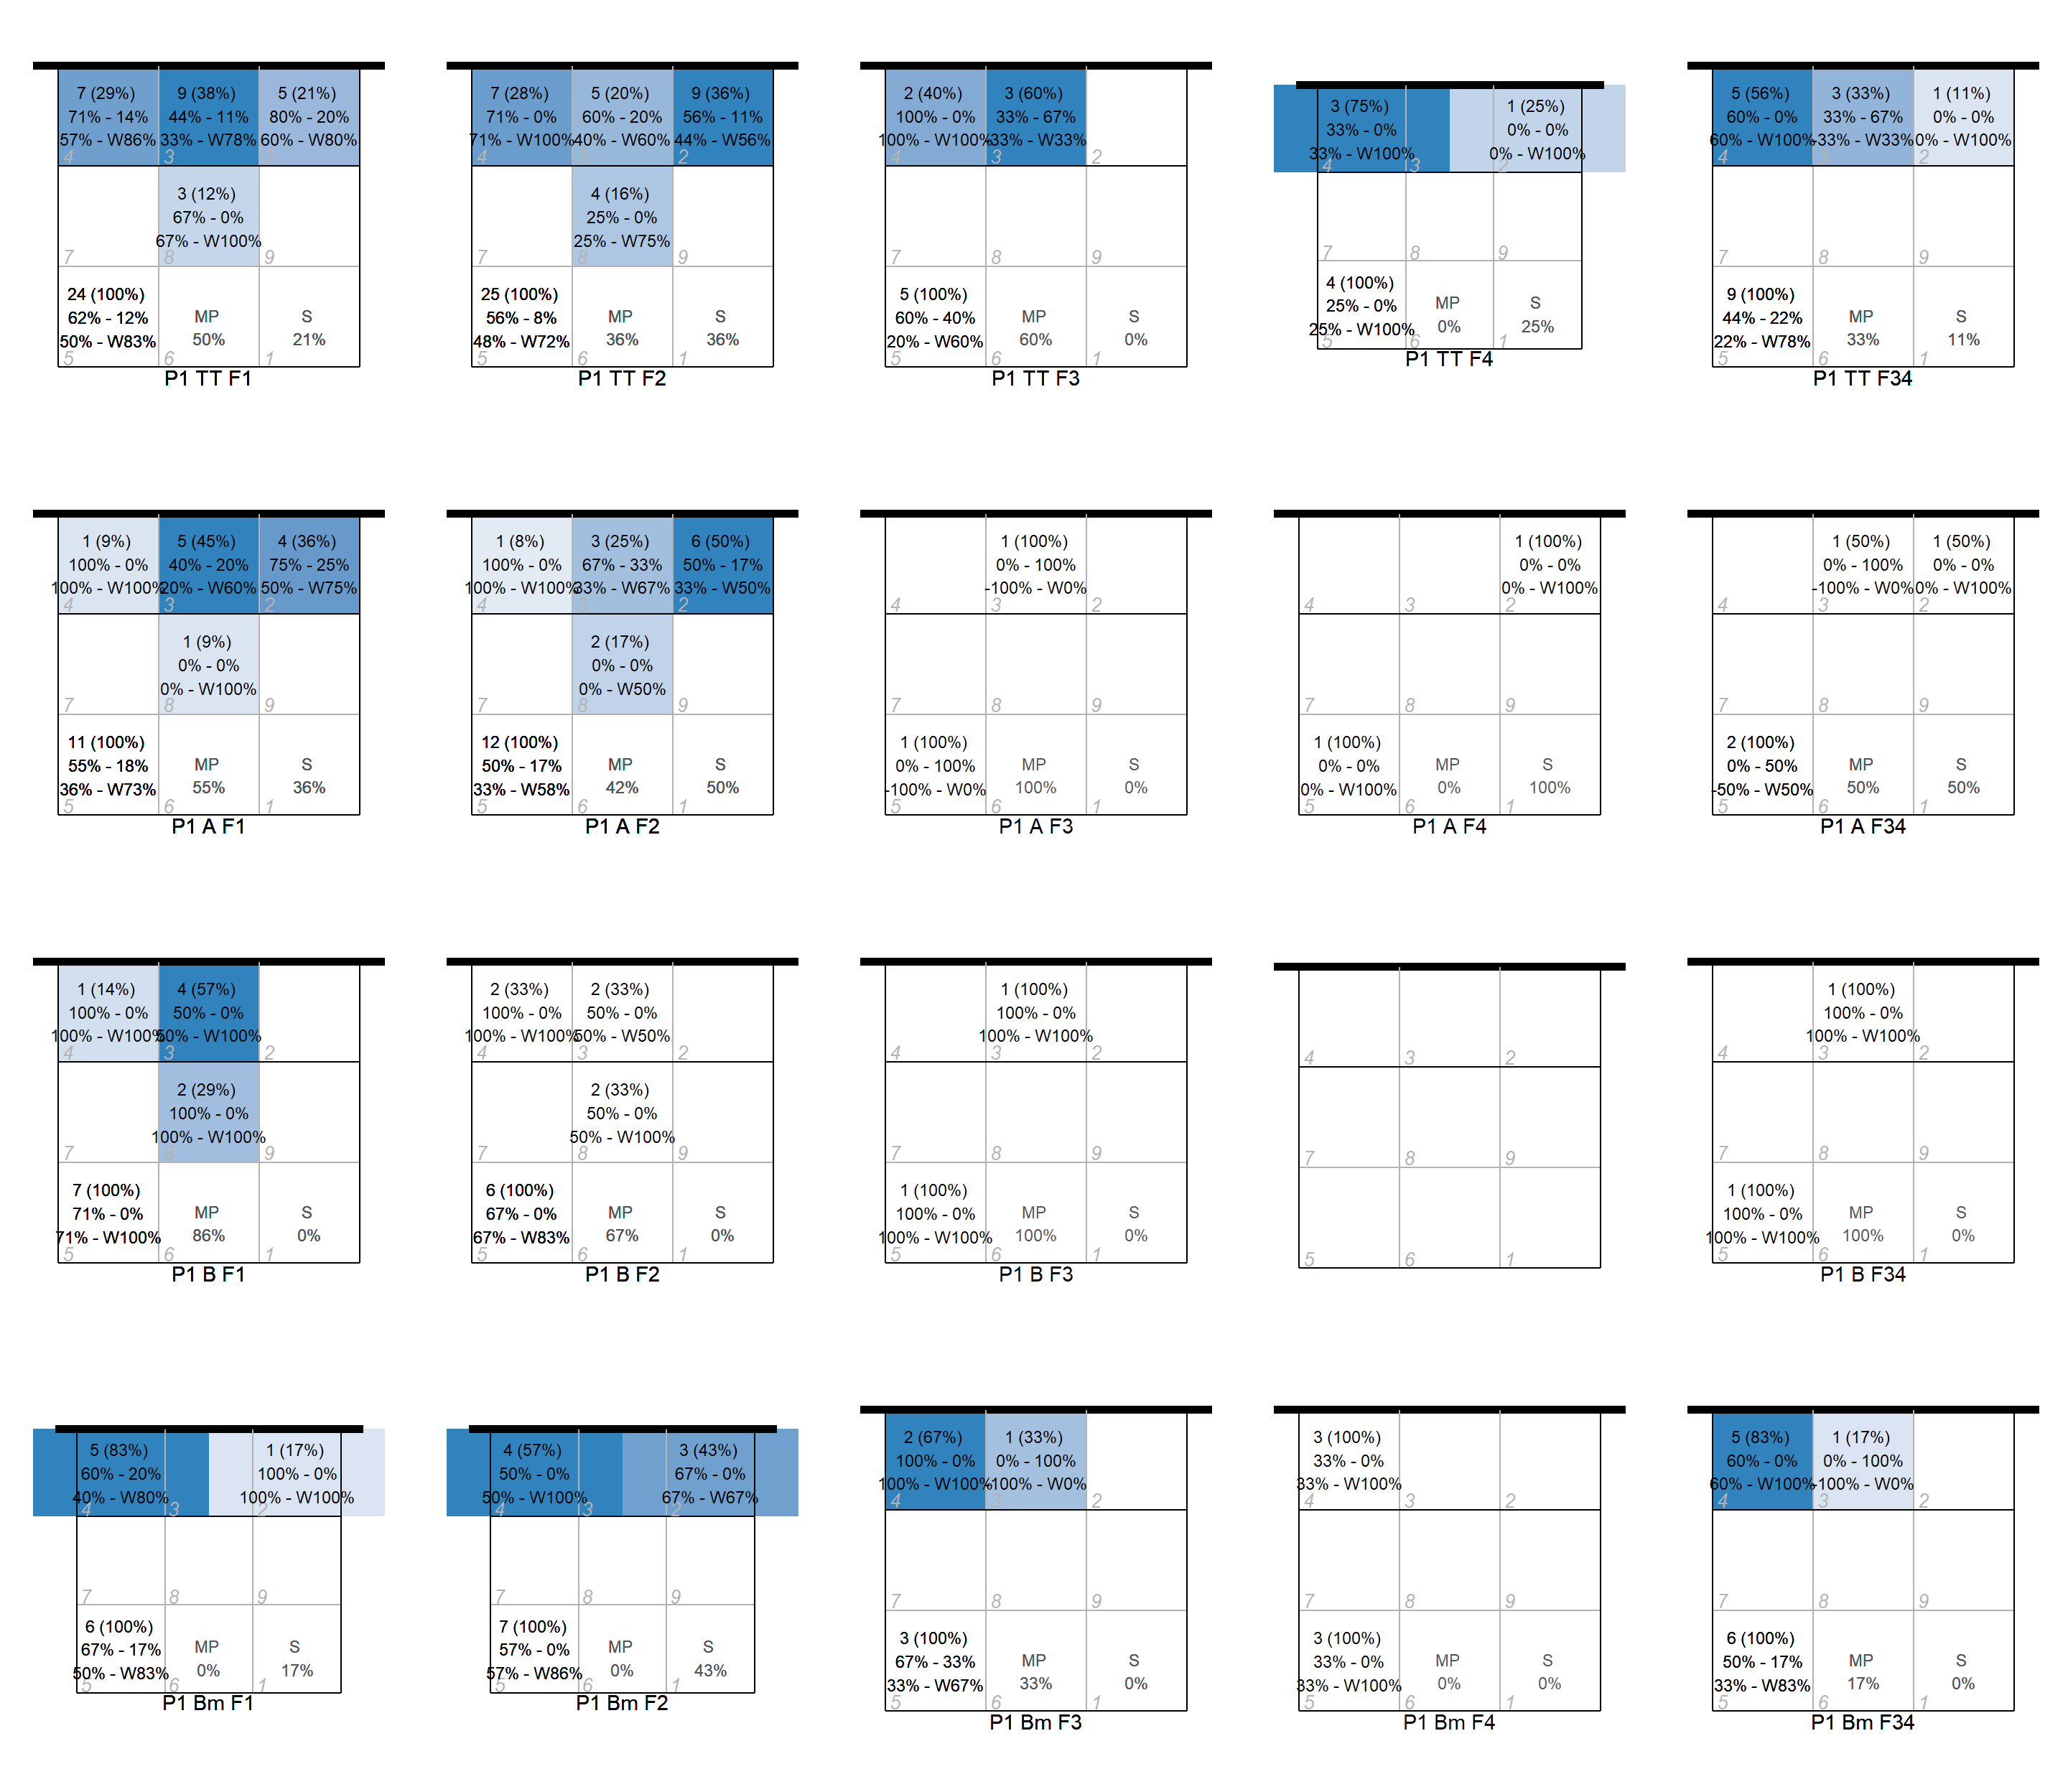 7 (29%)
71% - 14%
57% - W86%
4
9 (38%)
44% - 11%
33% - W78%
3
5 (21%)
80% - 20%
60% - W80%
2
3 (12%)
67% - 0%
67% - W100%
7
8
9
24 (100%)
62% - 12%
50% - W83%
5
MP
50%
6
S
21%
1
P1 TT F1
7 (28%)
71% - 0%
71% - W100%
4
5 (20%)
60% - 20%
40% - W60%
9 (36%)
56% - 11%
44% - W56%
2
4 (16%)
25% - 0%
25% - W75%
7
8
9
25 (100%)
56% - 8%
48% - W72%
5
MP
36%
6
S
36%
1
P1 TT F2
2 (40%)
100% - 0%
100% - W100%
4
3 (60%)
33% - 67%
-33% - W33%
3
2
7
8
9
5 (100%)
60% - 40%
20% - W60%
5
MP
60%
6
S
0%
1
P1 TT F3
3 (75%)
33% - 0%
33% - W100%
4
3
1 (25%)
0% - 0%
0% - W100%
2
7
8
9
4 (100%)
25% - 0%
25% - W100%
5
MP
0%
6
S
25%
1
P1 TT F4
5 (56%)
60% - 0%
60% - W100%
4
3 (33%)
33% - 67%
-33% - W33%
3
1 (11%)
0% - 0%
0% - W100%
2
7
8
9
9 (100%)
44% - 22%
22% - W78%
5
MP
33%
6
S
11%
1
P1 TT F34
1 (9%)
100% - 0%
100% - W100%
4
5 (45%)
40% - 20%
20% - W60%
3
4 (36%)
75% - 25%
50% - W75%
2
1 (9%)
0% - 0%
0% - W100%
7
8
9
11 (100%)
55% - 18%
36% - W73%
5
MP
55%
6
S
36%
1
P1 A F1
1 (8%)
100% - 0%
100% - W100%
4
3 (25%)
67% - 33%
33% - W67%
3
6 (50%)
50% - 17%
33% - W50%
2
2 (17%)
0% - 0%
0% - W50%
7
8
9
12 (100%)
50% - 17%
33% - W58%
5
MP
42%
6
S
50%
1
P1 A F2
4
1 (100%)
0% - 100%
-100% - W0%
3
2
7
8
9
1 (100%)
0% - 100%
-100% - W0%
5
MP
100%
6
S
0%
1
P1 A F3
4
3
1 (100%)
0% - 0%
0% - W100%
2
7
8
9
1 (100%)
0% - 0%
0% - W100%
5
MP
0%
6
S
100%
1
P1 A F4
4
1 (50%)
0% - 100%
-100% - W0%
3
1 (50%)
0% - 0%
0% - W100%
2
7
8
9
2 (100%)
0% - 50%
-50% - W50%
5
MP
50%
6
S
50%
1
P1 A F34
1 (14%)
100% - 0%
100% - W100%
4
4 (57%)
50% - 0%
50% - W100%
3
2
2 (29%)
100% - 0%
100% - W100%
7
8
9
7 (100%)
71% - 0%
71% - W100%
5
MP
86%
6
S
0%
1
P1 B F1
2 (33%)
100% - 0%
100% - W100%
4
2 (33%)
50% - 0%
50% - W50%
3
2
2 (33%)
50% - 0%
50% - W100%
7
8
9
6 (100%)
67% - 0%
67% - W83%
5
MP
67%
6
S
0%
1
P1 B F2
4
1 (100%)
100% - 0%
100% - W100%
3
2
7
8
9
1 (100%)
100% - 0%
100% - W100%
5
MP
100%
6
S
0%
1
P1 B F3
4
3
2
7
8
9
5
6
1
4
1 (100%)
100% - 0%
100% - W100%
3
2
7
8
9
1 (100%)
100% - 0%
100% - W100%
5
MP
100%
6
S
0%
1
P1 B F34
5 (83%)
60% - 20%
40% - W80%
4
3
1 (17%)
100% - 0%
100% - W100%
2
7
8
9
6 (100%)
67% - 17%
50% - W83%
5
MP
0%
6
S
17%
1
P1 Bm F1
4 (57%)
50% - 0%
50% - W100%
4
3
3 (43%)
67% - 0%
67% - W67%
2
7
8
9
7 (100%)
57% - 0%
57% - W86%
5
MP
0%
6
S
43%
1
P1 Bm F2
2 (67%)
100% - 0%
100% - W100%
4
1 (33%)
0% - 100%
-100% - W0%
3
2
7
8
9
3 (100%)
67% - 33%
33% - W67%
5
MP
33%
6
S
0%
1
P1 Bm F3
3 (100%)
33% - 0%
33% - W100%
4
3
2
7
8
9
3 (100%)
33% - 0%
33% - W100%
5
MP
0%
6
S
0%
1
P1 Bm F4
5 (83%)
60% - 0%
60% - W100%
4
1 (17%)
0% - 100%
-100% - W0%
3
2
7
8
9
6 (100%)
50% - 17%
33% - W83%
5
MP
17%
6
S
0%
1
P1 Bm F34